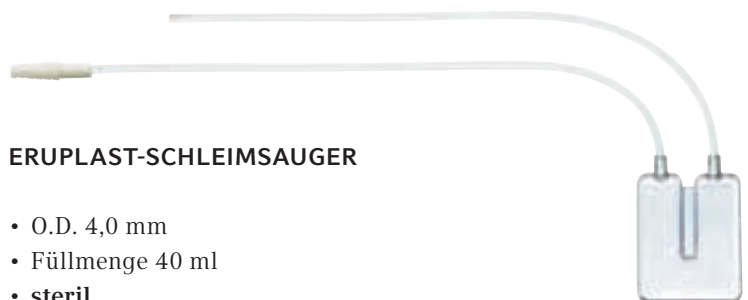 ERUPLAST-SCHLEIMSAUGER
• O.D. 4,0 mm
• Füllmenge 40 ml
• steril